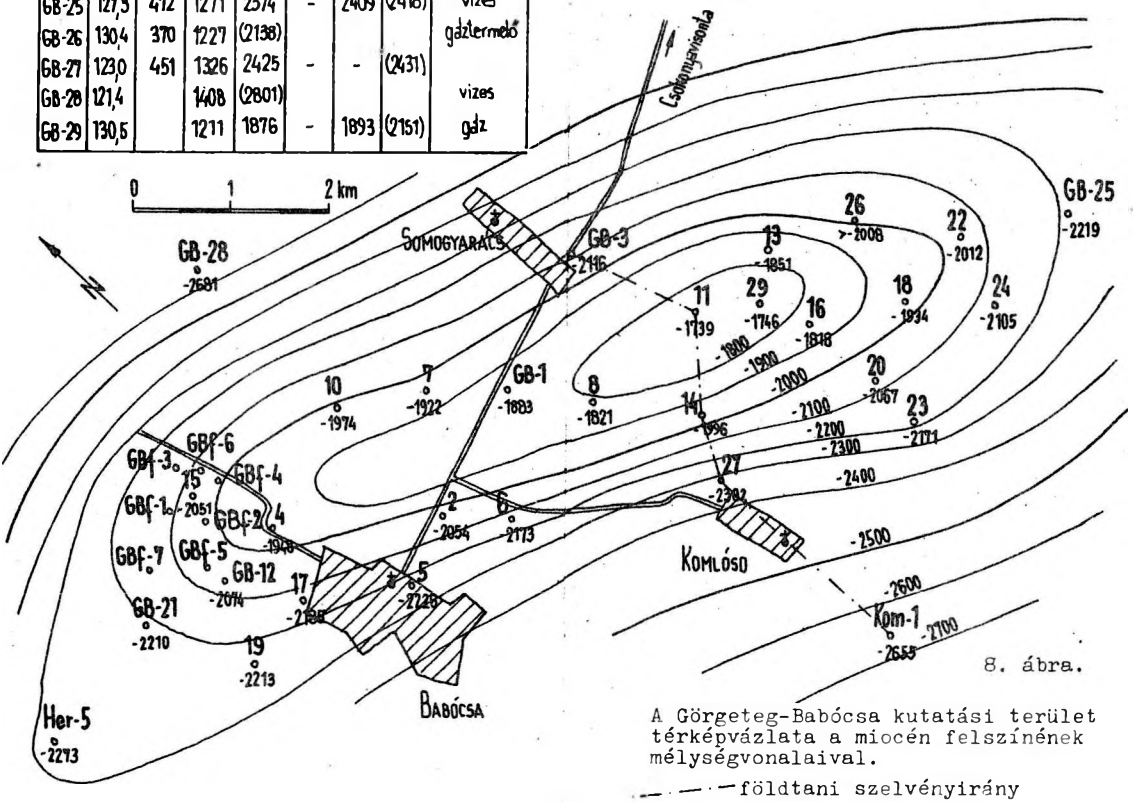 GB-25 127,5 412 1271 2374 - 2409 (2418) vizes
GB-26 130,4 370 1227 (2138) gáztermelő
GB-27 123,0 451 1326 2425 - - (2431)
GB-28 121,4 1408 (2801) vizes
GB-29 130,5 1211 1876 - 1893 (2151) gáz
Csokonyavisonta
0 1 2 km
N
GB-28
-2681
SOMOGYARACS
GB-3
-2116
26
>-2008
22
-2012
GB-25
-2219
13
-1851
11
-1739
29
-1746
16
-1818
18
-1934
24
-2105
10
-1974
7
-1922
GB-1
-1883
8
-1821
14
-1996
20
-2067
23
-2171
-1800
-1900
-2000
-2100
-2200
-2300
-2400
-2500
-2600
-2700
GBf-6
GBf-3
GBf-4
15
-2051
GBf-1
GBf-2
4
-1948
2
-2054
6
-2173
27
-2302
GBf-7
GBf-5
GB-12
-2074
KOMLÓSD
17
-2185
5
-2228
GB-21
-2210
19
-2213
BABÓCSA
Kom-1
-2655
Her-5
-2273
8. ábra.
A Görgeteg-Babócsa kutatási terület
térképvázlata a miocén felszínének
mélységvonalaival.
földtani szelvényirány